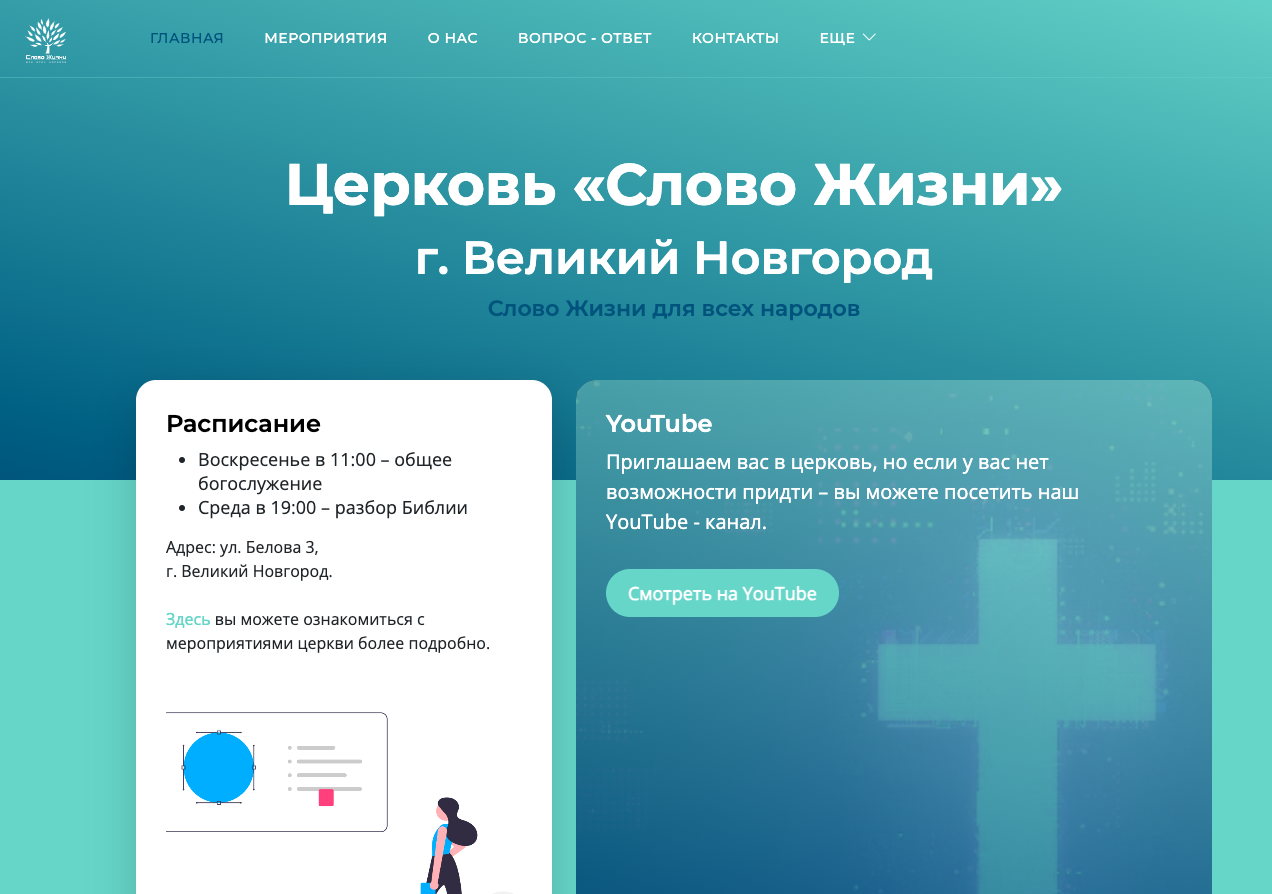 Слово Жизни
ГЛАВНАЯ МЕРОПРИЯТИЯ О НАС ВОПРОС - ОТВЕТ КОНТАКТЫ ЕЩЕ
Церковь «Слово Жизни»
г. Великий Новгород
Слово Жизни для всех народов
Расписание
Воскресенье в 11:00 – общее
богослужение
Среда в 19:00 – разбор Библии
Адрес: ул. Белова 3,
г. Великий Новгород.
Здесь вы можете ознакомиться с
мероприятиями церкви более подробно.
YouTube
Приглашаем вас в церковь, но если у вас нет
возможности придти – вы можете посетить наш
YouTube - канал.
Смотреть на YouTube